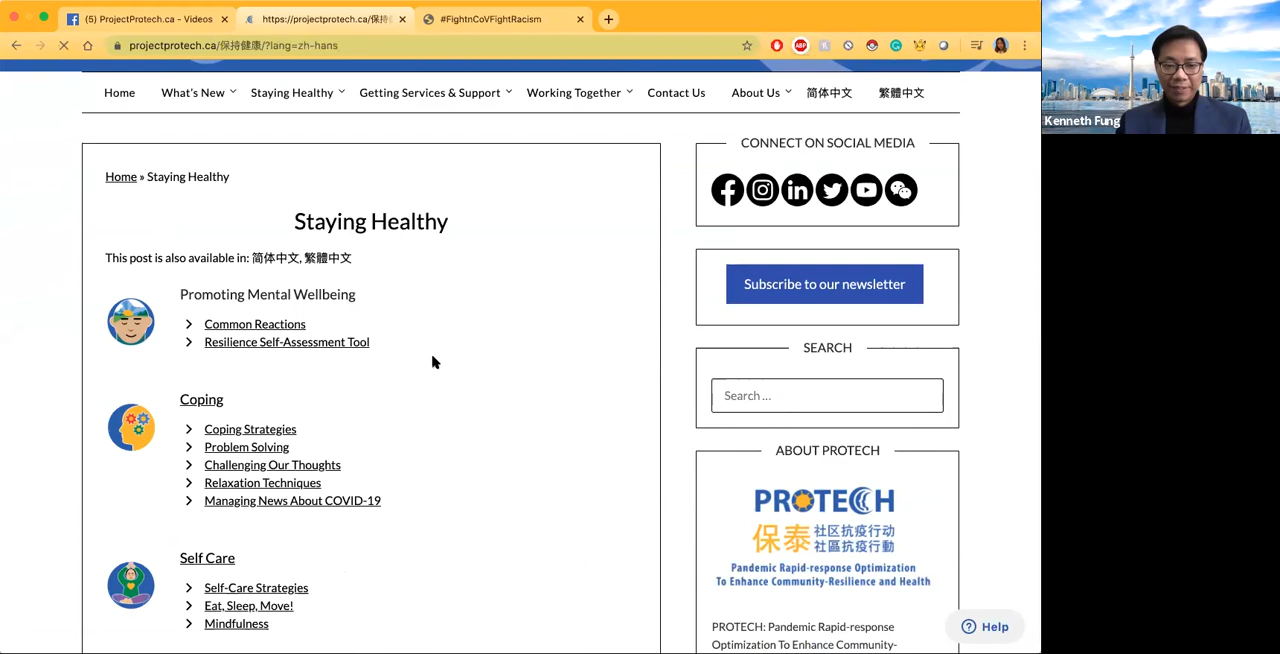 (5) ProjectProtech.ca - Videos
https://projectprotech.ca/保持
#FightnCoVFightRacism
projectprotech.ca/保持健康/?lang=zh-hans
ABP
Kenneth Fung
Home What's New Staying Healthy Getting Services & Support Working Together Contact Us About Us 简体中文 繁體中文
Home » Staying Healthy
Staying Healthy
This post is also available in: 简体中文, 繁體中文
Promoting Mental Wellbeing
Common Reactions
Resilience Self-Assessment Tool
Coping
Coping Strategies
Problem Solving
Challenging Our Thoughts
Relaxation Techniques
Managing News About COVID-19
Self Care
Self-Care Strategies
Eat, Sleep, Move!
Mindfulness
CONNECT ON SOCIAL MEDIA
Subscribe to our newsletter
SEARCH
Search ...
ABOUT PROTECH
PROTECH
保泰 社区抗疫行动
社區抗疫行動
Pandemic Rapid-response Optimization
To Enhance Community-Resilience and Health
PROTECH: Pandemic Rapid-response
Optimization To Enhance Community-
Help